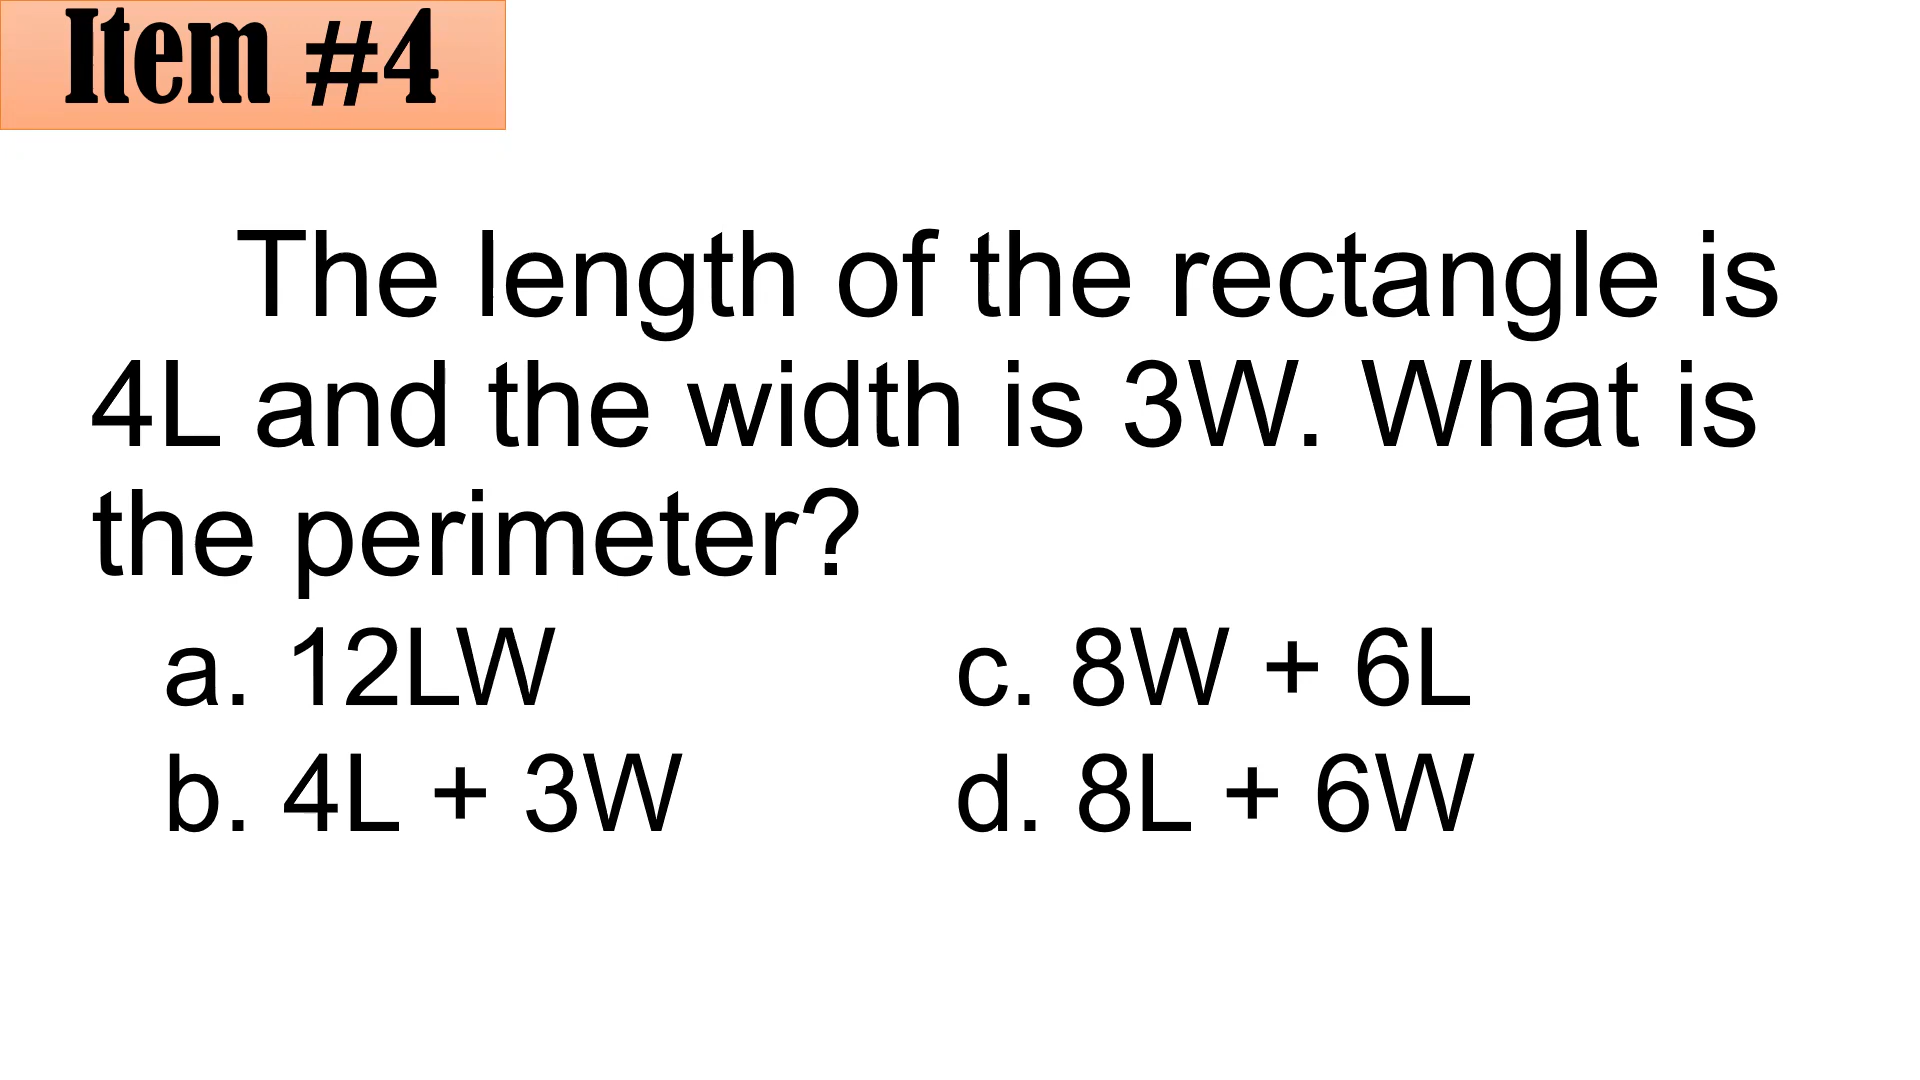 Item #4
The length of the rectangle is
4L and the width is 3W. What is
the perimeter?
a. 12LW c. 8W + 6L
b. 4L + 3W d. 8L + 6W